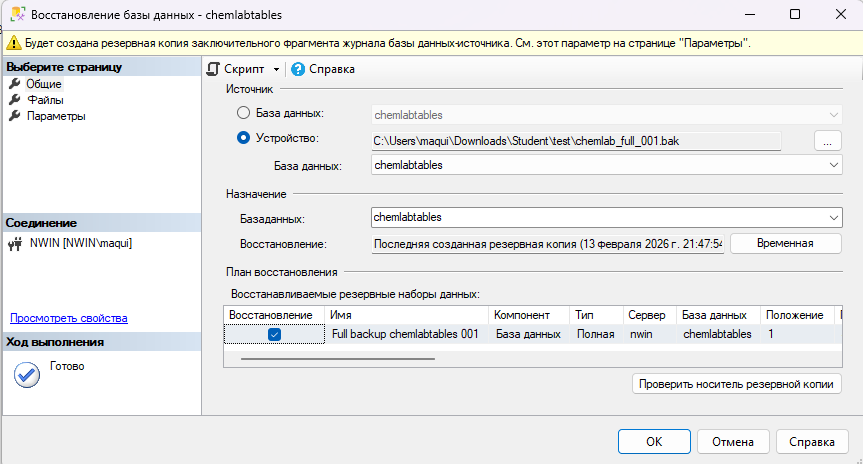 Восстановление базы данных - chemlabtables
Будет создана резервная копия заключительного фрагмента журнала базы данных-источника. См. этот параметр на странице "Параметры".
Выберите страницу
Общие
Файлы
Параметры
Соединение
NWIN [NWIN\maqui]
Просмотреть свойства
Ход выполнения
Готово
Скрипт
Справка
Источник
База данных:
chemlabtables
Устройство:
C:\Users\maqui\Downloads\Student\test\chemlab_full_001.bak
...
База данных:
chemlabtables
Назначение
Базаданных:
chemlabtables
Восстановление:
Последняя созданная резервная копия (13 февраля 2026 г. 21:47:54
Временная
План восстановления
Восстанавливаемые резервные наборы данных:
Восстановление Имя Компонент Тип Сервер База данных Положение
Full backup chemlabtables 001 База данных Полная nwin chemlabtables 1
Проверить носитель резервной копии
ОК Отмена Справка